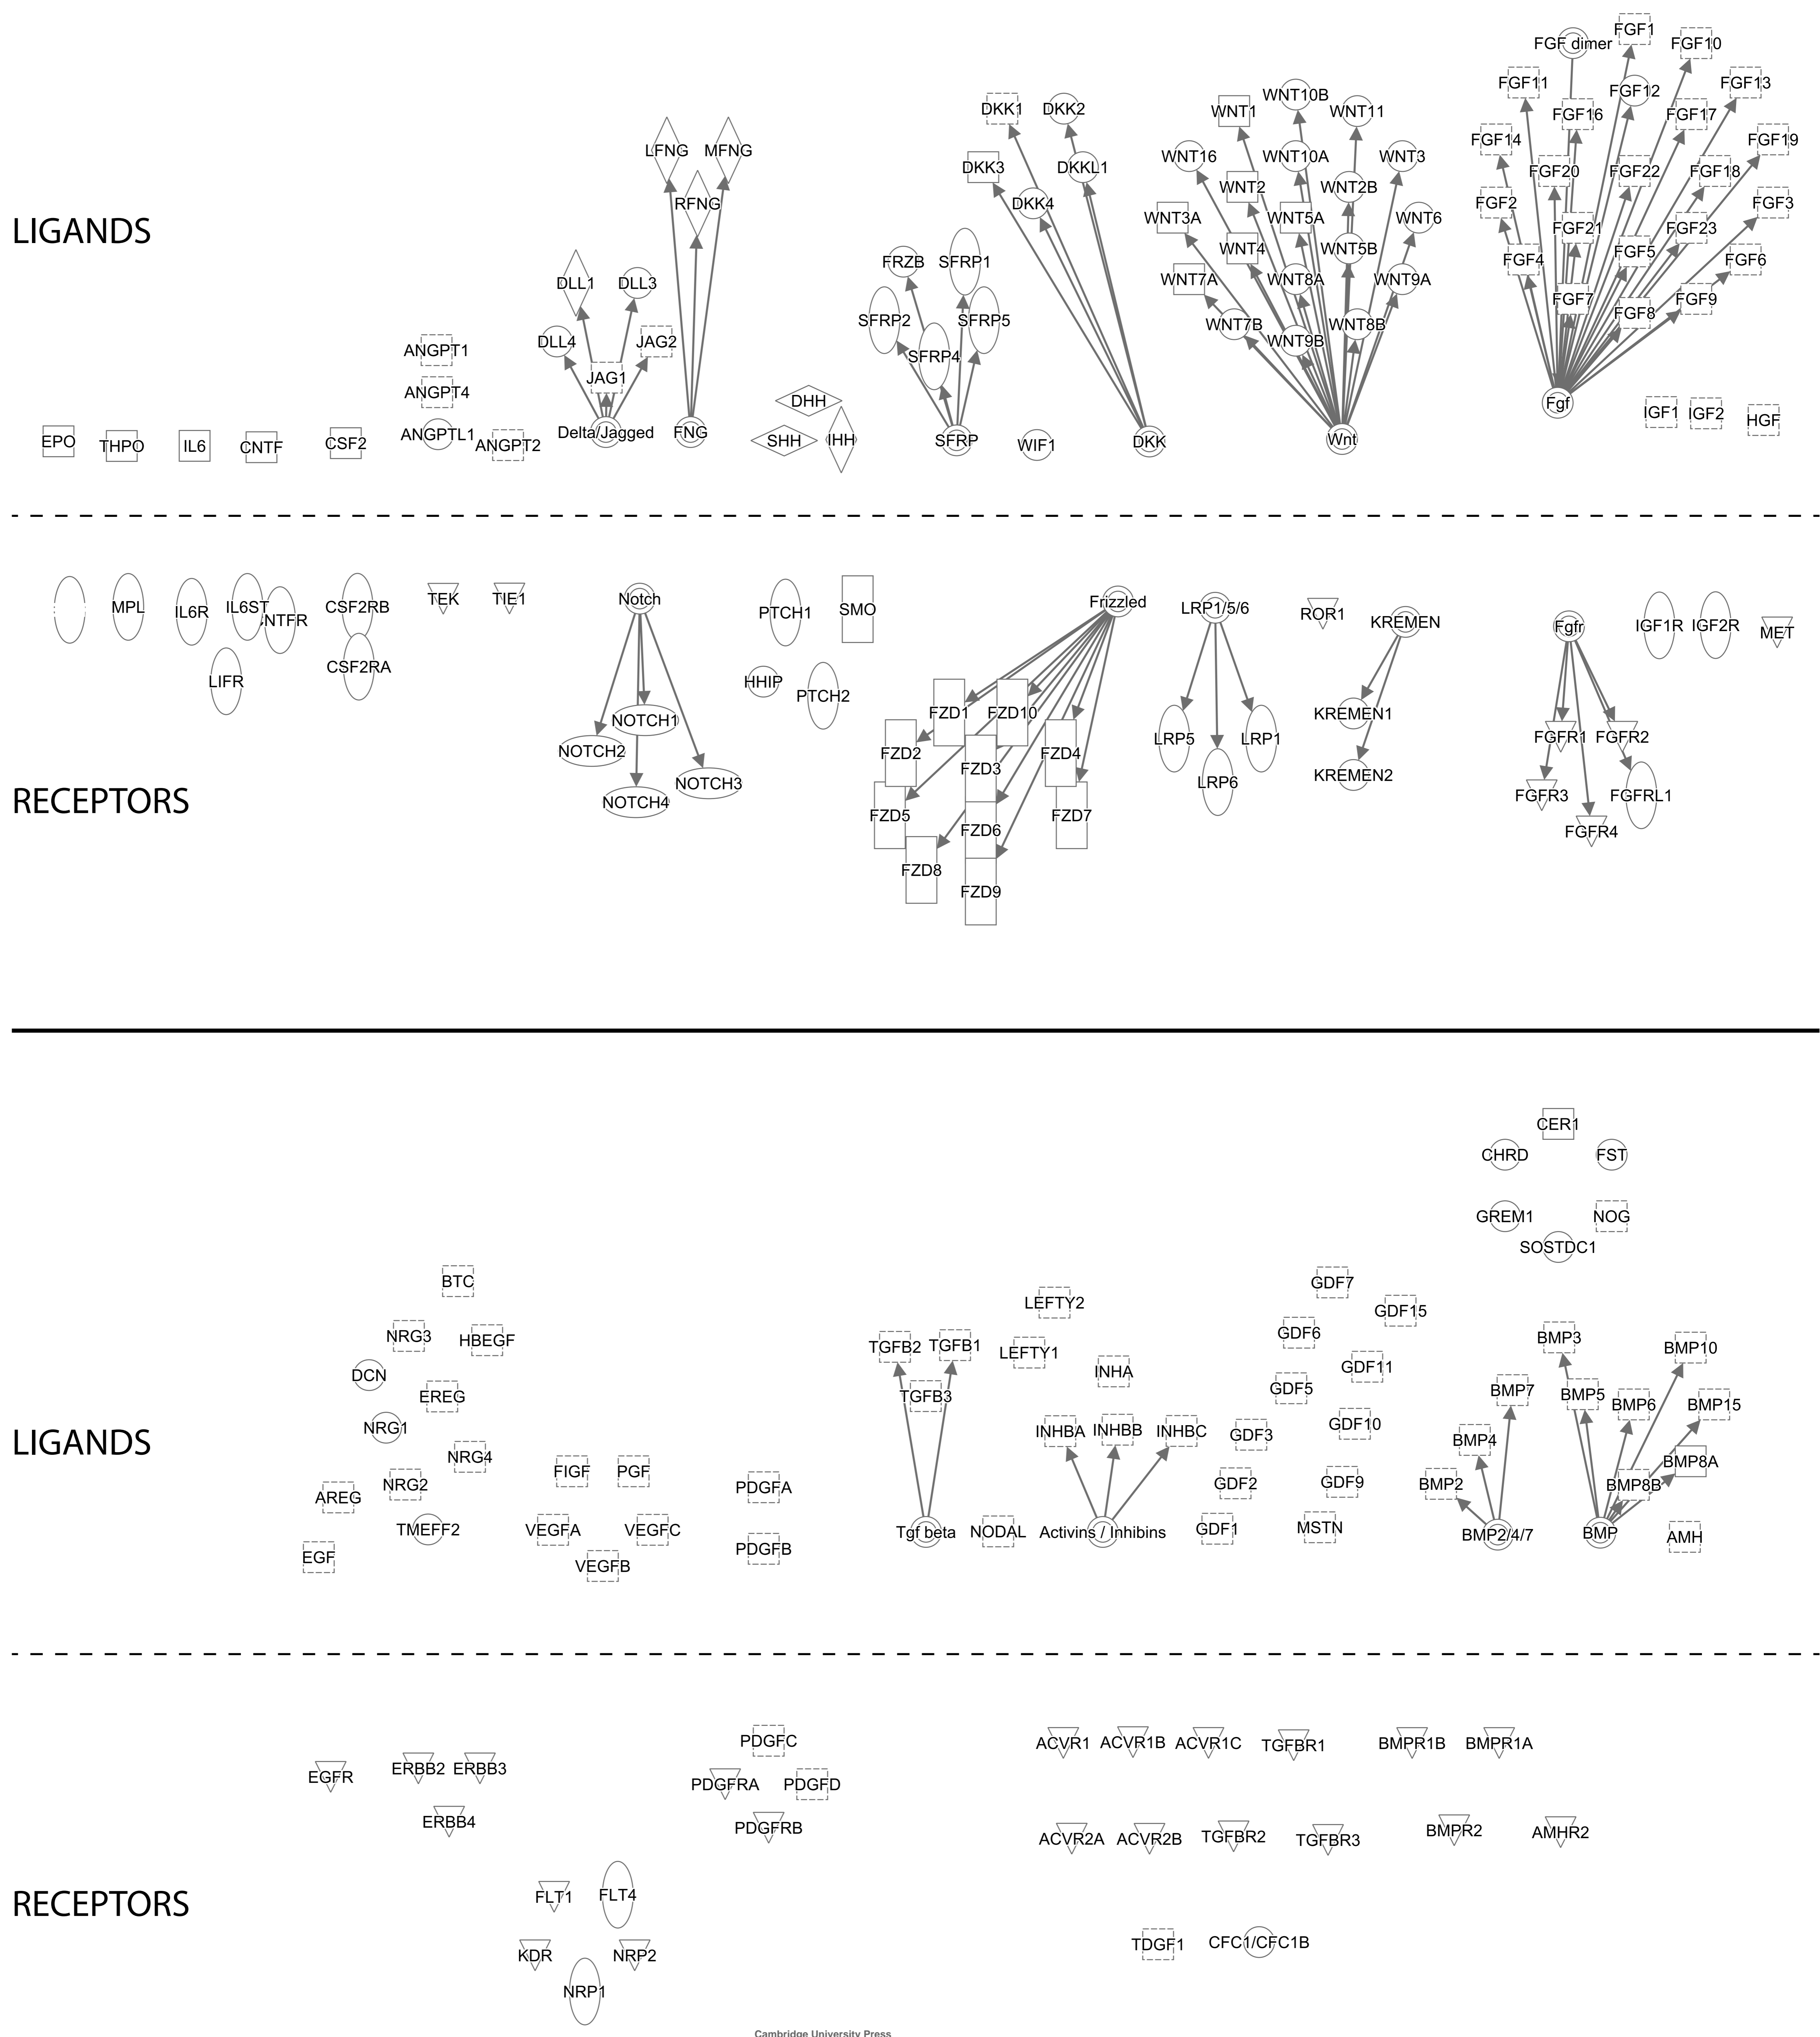 FGF1
FGF dimer
FGF10
FGF11
FGF13
FGF12
FGF16
FGF17
FGF14
FGF19
FGF20
FGF22
FGF18
FGF2
FGF3
FGF21
FGF23
FGF5
FGF4
FGF6
FGF7
FGF9
FGF8
Fgf
IGF1
IGF2
HGF
WNT10B
WNT1
WNT11
WNT16
WNT10A
WNT3
WNT2
WNT2B
WNT3A
WNT5A
WNT6
WNT4
WNT5B
WNT7A
WNT8A
WNT9A
WNT7B
WNT8B
WNT9B
Wnt
DKK1
DKK2
DKK3
DKKL1
DKK4
DKK
LFNG
MFNG
RFNG
FNG
LIGANDS
FRZB
SFRP1
SFRP2
SFRP5
SFRP4
SFRP
WIF1
DLL1
DLL3
DLL4
JAG2
JAG1
Delta/Jagged
ANGPT1
ANGPT4
ANGPTL1
ANGPT2
DHH
SHH
IHH
EPO
THPO
IL6
CNTF
CSF2
MPL
IL6R
IL6ST
NTFR
CSF2RB
CSF2RA
LIFR
TEK
TIE1
Notch
NOTCH1
NOTCH2
NOTCH3
NOTCH4
PTCH1
SMO
HHIP
PTCH2
Frizzled
FZD1
FZD10
FZD2
FZD3
FZD4
FZD5
FZD6
FZD7
FZD8
FZD9
LRP1/5/6
LRP5
LRP1
LRP6
ROR1
KREMEN
KREMEN1
KREMEN2
Fgfr
FGFR1
FGFR2
FGFR3
FGFRL1
FGFR4
IGF1R
IGF2R
MET
RECEPTORS
CER1
CHRD
FST
GREM1
NOG
SOSTDC1
BTC
NRG3
HBEGF
DCN
EREG
NRG1
NRG4
NRG2
AREG
TMEFF2
EGF
LIGANDS
FIGF
PGF
VEGFA
VEGFC
VEGFB
PDGFA
PDGFB
TGFB2
TGFB1
TGFB3
Tgf beta
LEFTY2
LEFTY1
NODAL
INHA
INHBA
INHBB
INHBC
Activins / Inhibins
GDF7
GDF15
GDF6
GDF11
GDF5
GDF10
GDF3
GDF2
GDF9
GDF1
MSTN
BMP7
BMP4
BMP2
BMP2/4/7
BMP3
BMP10
BMP5
BMP6
BMP15
BMP8A
BMP8B
BMP
AMH
EGFR
ERBB2
ERBB3
ERBB4
PDGFC
PDGFRA
PDGFD
PDGFRB
ACVR1
ACVR1B
ACVR1C
TGFBR1
BMPR1B
BMPR1A
ACVR2A
ACVR2B
TGFBR2
TGFBR3
BMPR2
AMHR2
RECEPTORS
FLT1
FLT4
KDR
NRP2
NRP1
TDGF1
CFC1/CFC1B
Cambridge University Press